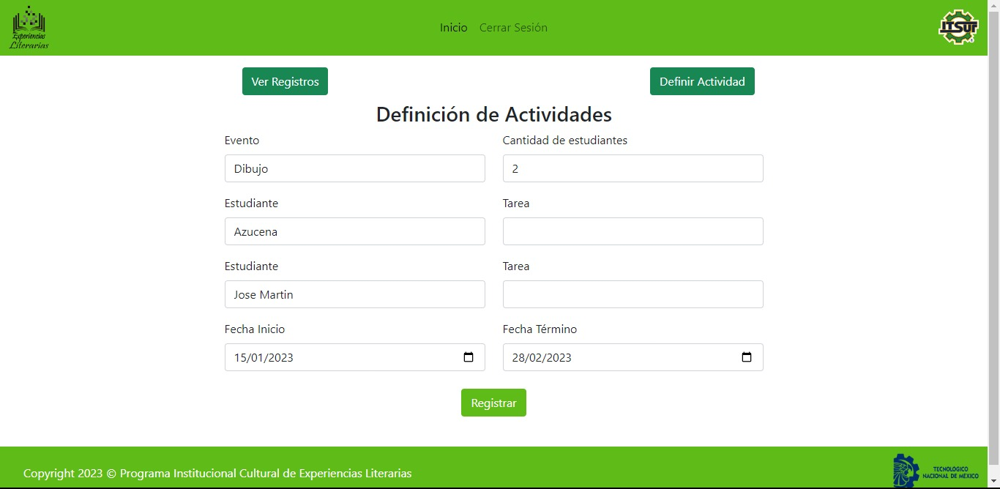 Experiencias
Literarias
Inicio
Cerrar Sesión
ITSUR
Ver Registros
Definir Actividad
Definición de Actividades
Evento
Cantidad de estudiantes
Dibujo
2
Estudiante
Tarea
Azucena
Estudiante
Tarea
Jose Martin
Fecha Inicio
Fecha Término
15/01/2023
28/02/2023
Registrar
Copyright 2023 © Programa Institucional Cultural de Experiencias Literarias
TECNOLÓGICO
NACIONAL DE MÉXICO